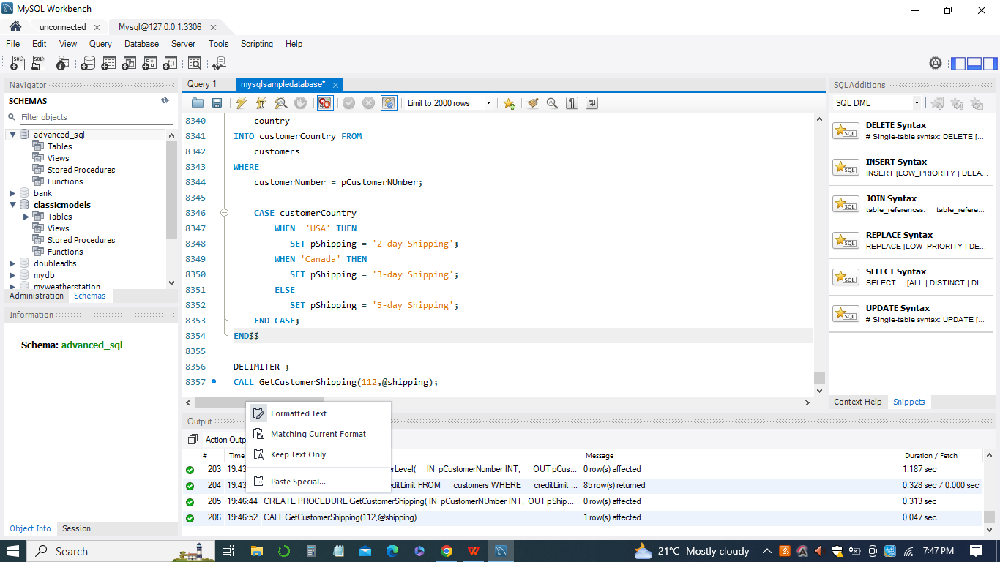 MySQL Workbench
unconnected
Mysql@127.0.0.1:3306
File Edit View Query Database Server Tools Scripting Help
Navigator
SCHEMAS
Filter objects
advanced_sql
Tables
Views
Stored Procedures
Functions
bank
classicmodels
Tables
Views
Stored Procedures
Functions
doubleadbs
mydb
myweatherstation
Administration Schemas
Information
Schema: advanced_sql
Object Info Session
Query 1 mysqlsampledatabase*
Limit to 2000 rows
8340 country
8341 INTO customerCountry FROM
8342 customers
8343 WHERE
8344 customerNumber = pCustomerNUmber;
8345
8346 CASE customerCountry
8347 WHEN 'USA' THEN
8348 SET pShipping = '2-day Shipping';
8349 WHEN 'Canada' THEN
8350 SET pShipping = '3-day Shipping';
8351 ELSE
8352 SET pShipping = '5-day Shipping';
8353 END CASE;
8354 END$$
8355
8356 DELIMITER ;
8357 CALL GetCustomerShipping(112,@shipping);
Formatted Text
Matching Current Format
Keep Text Only
Paste Special...
Output
Action Outp
# Time Message Duration / Fetch
203 19:43 erLevel( IN pCustomerNumber INT, OUT pCus... 0 row(s) affected 1.187 sec
204 19:43 editLimit FROM customers WHERE creditLimit ... 85 row(s) returned 0.328 sec / 0.000 sec
205 19:46:44 CREATE PROCEDURE GetCustomerShipping( IN pCustomerNUmber INT, OUT pShip... 0 row(s) affected 0.313 sec
206 19:46:52 CALL GetCustomerShipping(112,@shipping) 1 row(s) affected 0.047 sec
SQLAdditions
SQL DML
DELETE Syntax
# Single-table syntax: DELETE [...
INSERT Syntax
INSERT [LOW_PRIORITY | DELA...
JOIN Syntax
table_references: table_refere...
REPLACE Syntax
REPLACE [LOW_PRIORITY | DE...
SELECT Syntax
SELECT [ALL | DISTINCT | DI...
UPDATE Syntax
# Single-table syntax: UPDATE [...
Context Help Snippets
Search
21°C Mostly cloudy
7:47 PM